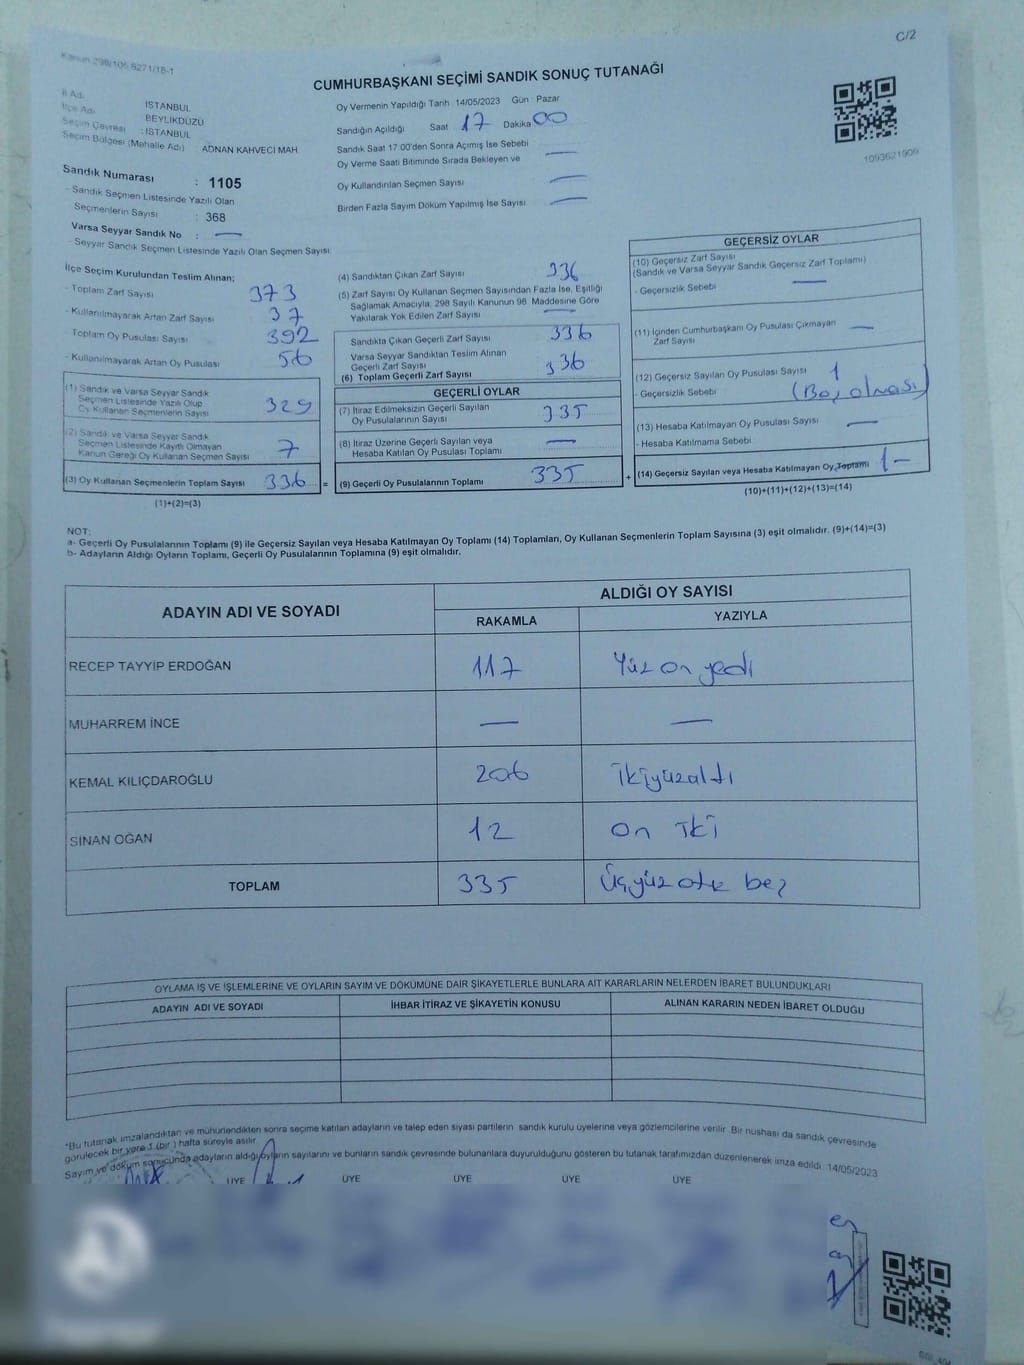 C/2
Kanun 298/105 6271/18-1
CUMHURBAŞKANI SEÇİMİ SANDIK SONUÇ TUTANAĞI
İl Adı İSTANBUL
İlçe Adı BEYLİKDÜZÜ
Seçim Çevresi : İSTANBUL
Seçim Bölgesi (Mahalle Adı) ADNAN KAHVECİ MAH.
Sandık Numarası : 1105
- Sandık Seçmen Listesinde Yazılı Olan
Seçmenlerin Sayısı : 368
Varsa Seyyar Sandık No : —
- Seyyar Sandık Seçmen Listesinde Yazılı Olan Seçmen Sayısı:
Oy Vermenin Yapıldığı Tarih 14/05/2023 Gün : Pazar
Sandığın Açıldığı Saat 17 Dakika 00
Sandık Saat 17.00'den Sonra Açılmış İse Sebebi
Oy Verme Saati Bitiminde Sırada Bekleyen ve —
Oy Kullandırılan Seçmen Sayısı —
Birden Fazla Sayım Döküm Yapılmış İse Sayısı —
1093621909
İlçe Seçim Kurulundan Teslim Alınan;
- Toplam Zarf Sayısı 373
- Kullanılmayarak Artan Zarf Sayısı 37
- Toplam Oy Pusulası Sayısı 392
- Kullanılmayarak Artan Oy Pusulası 56
(1) Sandık ve Varsa Seyyar Sandık
Seçmen Listesinde Yazılı Olup
Oy Kullanan Seçmenlerin Sayısı 329
(2) Sandık ve Varsa Seyyar Sandık
Seçmen Listesinde Kayıtlı Olmayan
Kanun Gereği Oy Kullanan Seçmen Sayısı 7
(3) Oy Kullanan Seçmenlerin Toplam Sayısı 336 =
(1)+(2)=(3)
(4) Sandıktan Çıkan Zarf Sayısı 336
(5) Zarf Sayısı Oy Kullanan Seçmen Sayısından Fazla İse, Eşitliği
Sağlamak Amacıyla; 298 Sayılı Kanunun 98. Maddesine Göre
Yakılarak Yok Edilen Zarf Sayısı —
Sandıkta Çıkan Geçerli Zarf Sayısı 336
Varsa Seyyar Sandıktan Teslim Alınan
Geçerli Zarf Sayısı
(6) Toplam Geçerli Zarf Sayısı 336
GEÇERLİ OYLAR
(7) İtiraz Edilmeksizin Geçerli Sayılan
Oy Pusulalarının Sayısı 335
(8) İtiraz Üzerine Geçerli Sayılan veya
Hesaba Katılan Oy Pusulası Toplamı —
(9) Geçerli Oy Pusulalarının Toplamı 335 +
GEÇERSİZ OYLAR
(10) Geçersiz Zarf Sayısı
(Sandık ve Varsa Seyyar Sandık Geçersiz Zarf Toplamı)
- Geçersizlik Sebebi —
(11) İçinden Cumhurbaşkanı Oy Pusulası Çıkmayan
Zarf Sayısı —
(12) Geçersiz Sayılan Oy Pusulası Sayısı 1
- Geçersizlik Sebebi (Boş olması)
(13) Hesaba Katılmayan Oy Pusulası Sayısı —
- Hesaba Katılmama Sebebi
(14) Geçersiz Sayılan veya Hesaba Katılmayan Oy Toplamı 1-
(10)+(11)+(12)+(13)=(14)
NOT:
a- Geçerli Oy Pusulalarının Toplamı (9) ile Geçersiz Sayılan veya Hesaba Katılmayan Oy Toplamı (14) Toplamları, Oy Kullanan Seçmenlerin Toplam Sayısına (3) eşit olmalıdır. (9)+(14)=(3)
b- Adayların Aldığı Oyların Toplamı, Geçerli Oy Pusulalarının Toplamına (9) eşit olmalıdır.
ADAYIN ADI VE SOYADI ALDIĞI OY SAYISI
RAKAMLA YAZIYLA
RECEP TAYYİP ERDOĞAN 117 Yüz on yedi
MUHARREM İNCE — —
KEMAL KILIÇDAROĞLU 206 İkiyüzaltı
SİNAN OĞAN 12 On iki
TOPLAM 335 Üçyüz otuz beş
OYLAMA İŞ VE İŞLEMLERİNE VE OYLARIN SAYIM VE DÖKÜMÜNE DAİR ŞİKAYETLERLE BUNLARA AİT KARARLARIN NELERDEN İBARET BULUNDUKLARI
ADAYIN ADI VE SOYADI İHBAR İTİRAZ VE ŞİKAYETİN KONUSU ALINAN KARARIN NEDEN İBARET OLDUĞU
*Bu tutanak imzalandıktan ve mühürlendikten sonra seçime katılan adayların ve talep eden siyasi partilerin sandık kurulu üyelerine veya gözlemcilerine verilir. Bir nüshası da sandık çevresinde
görülecek bir yere 1 (bir ) hafta süreyle asılır.
Sayım ve döküm sonucunda adayların aldığı oyların sayılarını ve bunların sandık çevresinde bulunanlara duyurulduğunu gösteren bu tutanak tarafımızdan düzenlenerek imza edildi. 14/05/2023
ÜYE ÜYE ÜYE ÜYE ÜYE